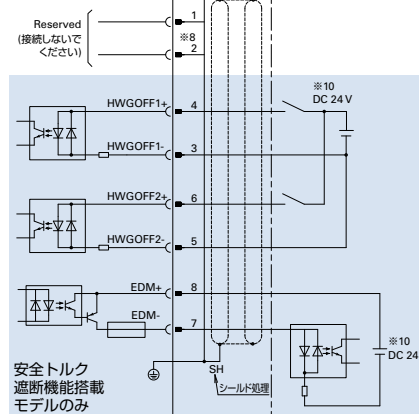 Reserved
(接続しないで
ください)
1
※8
2
※10
DC 24 V
HWGOFF1+
4
HWGOFF1-
3
HWGOFF2+
6
HWGOFF2-
5
EDM+
8
EDM-
7
※10
DC 24
安全トルク
遮断機能搭載
モデルのみ
SH
シールド処理